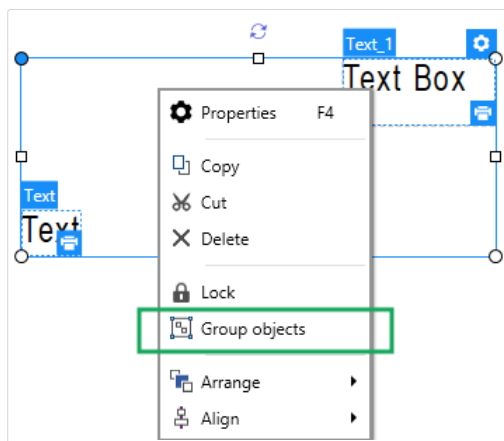 Text_1
Text Box
Properties F4
Copy
Cut
Delete
Text
Text
Lock
Group objects
Arrange
Align